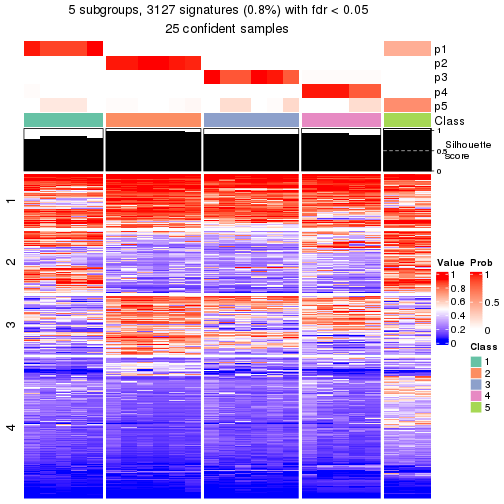 5 subgroups, 3127 signatures (0.8%) with fdr < 0.05
25 confident samples
p1
p2
p3
p4
p5
Class
1
0.5
0
Silhouette
score
1
2
3
4
Value
1
0.8
0.6
0.4
0.2
0
Prob
1
0.5
0
Class
1
2
3
4
5